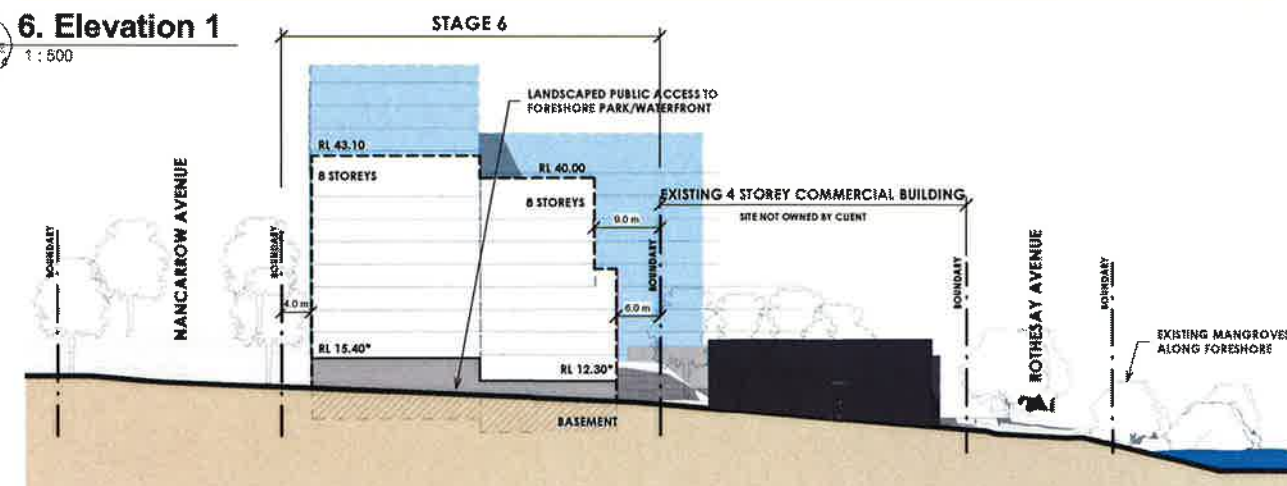 6. Elevation 1
1 : 500
STAGE 6
LANDSCAPED PUBLIC ACCESS TO
FORESHORE PARK/WATERFRONT
RL 43.10
8 STOREYS
RL 40.00
8 STOREYS
EXISTING 4 STOREY COMMERCIAL BUILDING
SITE NOT OWNED BY CLIENT
9.0 m
BOUNDARY
NANCARROW AVENUE
BOUNDARY
BOUNDARY
BOUNDARY
ROTHESAY AVENUE
BOUNDARY
4.0 m
6.0 m
EXISTING MANGROVES
ALONG FORESHORE
RL 15.40*
RL 12.30*
BASEMENT